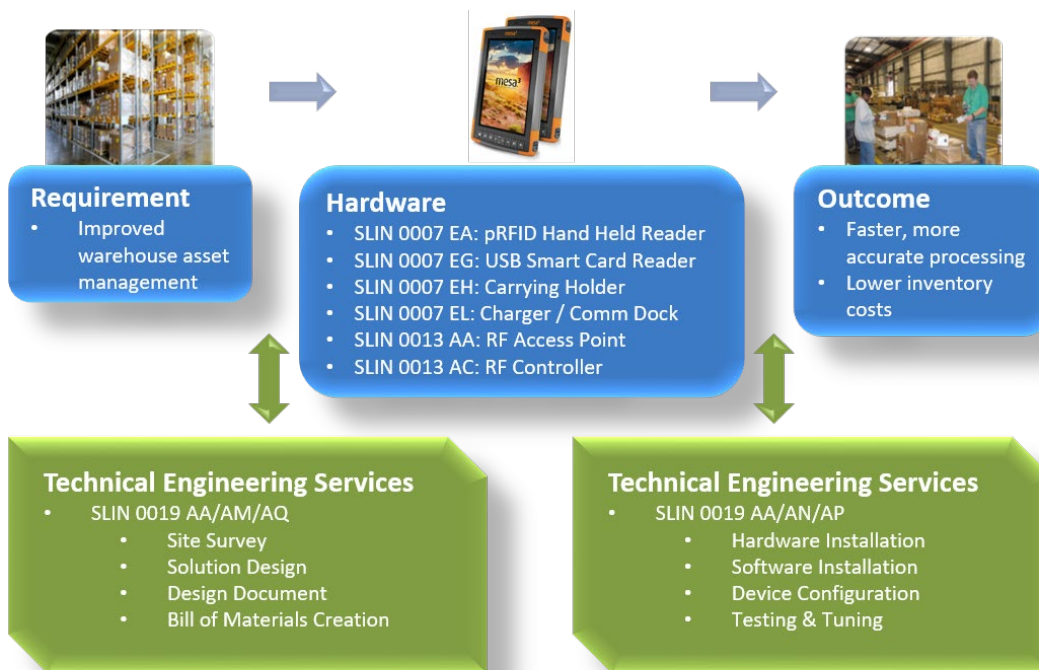 mesa³
Requirement
• Improved
warehouse asset
management
Hardware
• SLIN 0007 EA: pRFID Hand Held Reader
• SLIN 0007 EG: USB Smart Card Reader
• SLIN 0007 EH: Carrying Holder
• SLIN 0007 EL: Charger / Comm Dock
• SLIN 0013 AA: RF Access Point
• SLIN 0013 AC: RF Controller
Outcome
• Faster, more
accurate processing
• Lower inventory
costs
Technical Engineering Services
• SLIN 0019 AA/AM/AQ
• Site Survey
• Solution Design
• Design Document
• Bill of Materials Creation
Technical Engineering Services
• SLIN 0019 AA/AN/AP
• Hardware Installation
• Software Installation
• Device Configuration
• Testing & Tuning